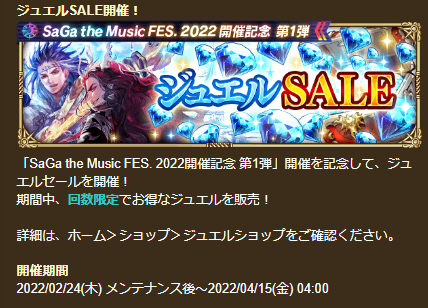 ジュエルSALE開催！
SaGa the Music FES. 2022 開催記念 第1弾
ジュエルSALE
「SaGa the Music FES. 2022開催記念 第1弾」開催を記念して、ジュ
エルセールを開催！
期間中、回数限定でお得なジュエルを販売！
詳細は、ホーム＞ショップ＞ジュエルショップをご確認ください。
開催期間
2022/02/24(木) メンテナンス後～2022/04/15(金) 04:00